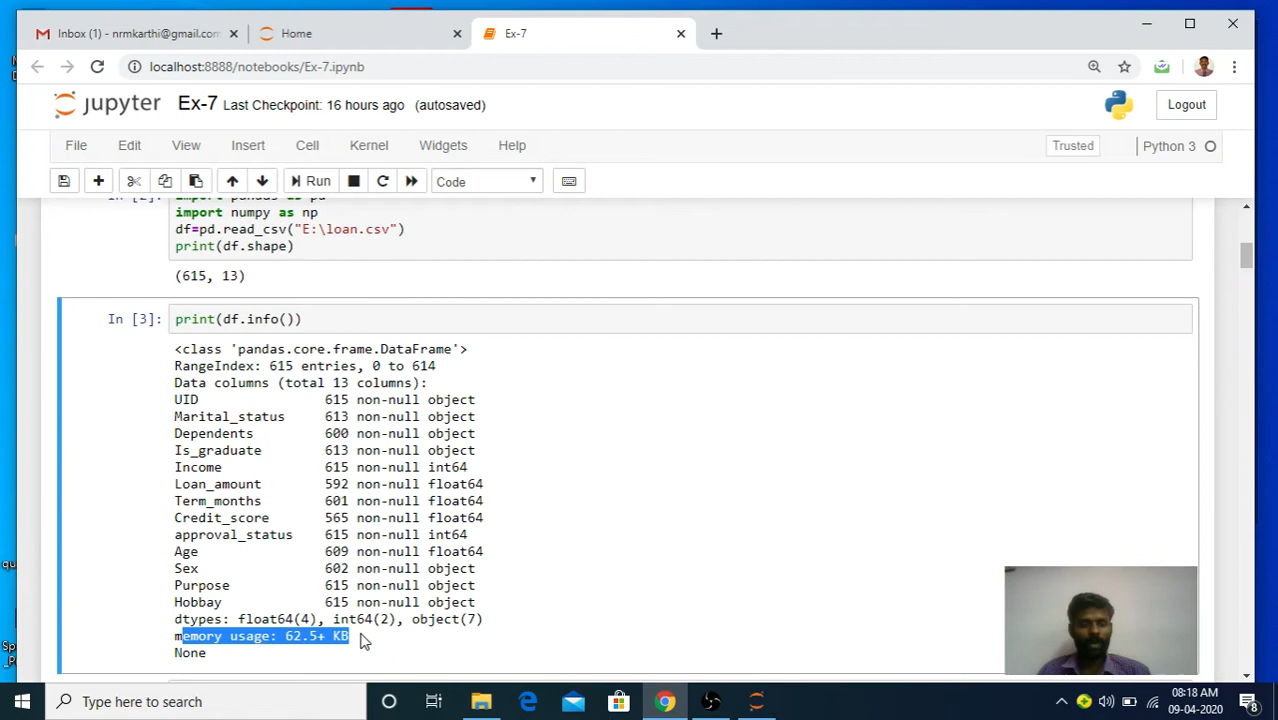 Inbox (1) - nrmkarthi@gmail.com
Home
Ex-7
localhost:8888/notebooks/Ex-7.ipynb
jupyter Ex-7 Last Checkpoint: 16 hours ago (autosaved)
Logout
File Edit View Insert Cell Kernel Widgets Help
Trusted
Python 3
Run
Code
In [2]: import pandas as pd
import numpy as np
df=pd.read_csv("E:\loan.csv")
print(df.shape)
(615, 13)
In [3]: print(df.info())
<class 'pandas.core.frame.DataFrame'>
RangeIndex: 615 entries, 0 to 614
Data columns (total 13 columns):
UID 615 non-null object
Marital_status 613 non-null object
Dependents 600 non-null object
Is_graduate 613 non-null object
Income 615 non-null int64
Loan_amount 592 non-null float64
Term_months 601 non-null float64
Credit_score 565 non-null float64
approval_status 615 non-null int64
Age 609 non-null float64
Sex 602 non-null object
Purpose 615 non-null object
Hobbay 615 non-null object
dtypes: float64(4), int64(2), object(7)
memory usage: 62.5+ KB
None
Type here to search
08:18 AM
09-04-2020
8